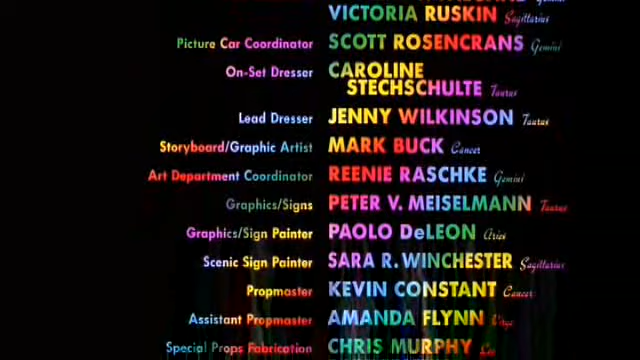 VICTORIA RUSKIN Sagittarius
Picture Car Coordinator SCOTT ROSENCRANS Gemini
On-Set Dresser CAROLINE
STECHSCHULTE Taurus
Lead Dresser JENNY WILKINSON Taurus
Storyboard/Graphic Artist MARK BUCK Cancer
Art Department Coordinator REENIE RASCHKE Gemini
Graphics/Signs PETER V. MEISELMANN Taurus
Graphics/Sign Painter PAOLO DeLEON Aries
Scenic Sign Painter SARA R. WINCHESTER Sagittarius
Propmaster KEVIN CONSTANT Cancer
Assistant Propmaster AMANDA FLYNN Virgo
Special Props Fabrication CHRIS MURPHY Leo